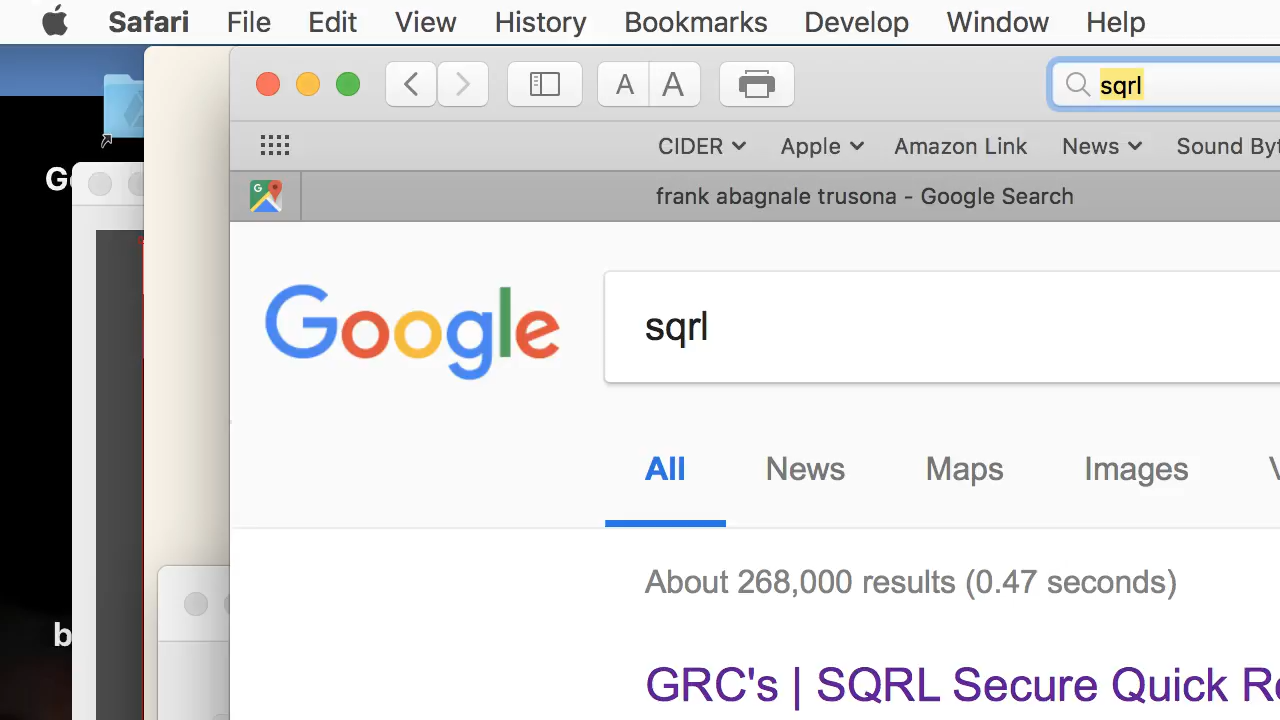 Safari File Edit View History Bookmarks Develop Window Help
A A sqrl
CIDER Apple Amazon Link News Sound
frank abagnale trusona - Google Search
Google sqrl
All News Maps Images
About 268,000 results (0.47 seconds)
GRC's | SQRL Secure Quick